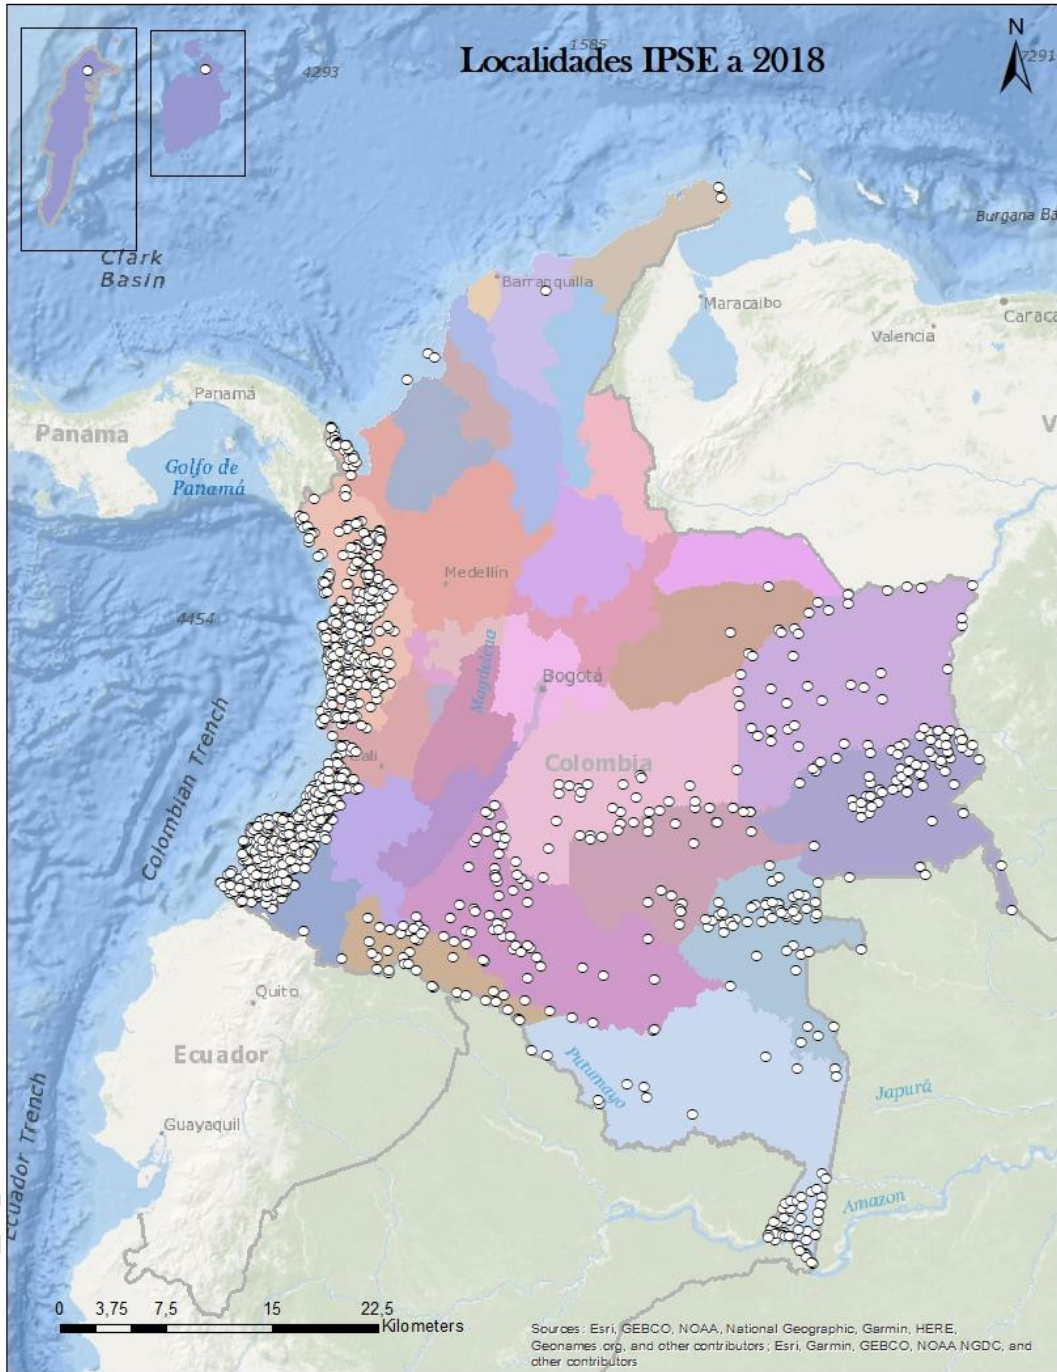 Localidades IPSE a 2018
N
1585
4293
7291
Clark
Basin
Burgana Ba
Barranquilla
Maracaibo
Caraca
Valencia
Panamá
Panama
V
Golfo de
Panamá
Medellín
4454
Magdalena
Bogotá
Colombian Trench
Cali
Colombia
Quito
Ecuador
Putumayo
Japurá
Guayaquil
Ecuador Trench
Amazon
0 3,75 7,5 15 22,5
Kilometers
Sources: Esri, GEBCO, NOAA, National Geographic, Garmin, HERE,
Geonames.org, and other contributors; Esri, Garmin, GEBCO, NOAA NGDC, and
other contributors